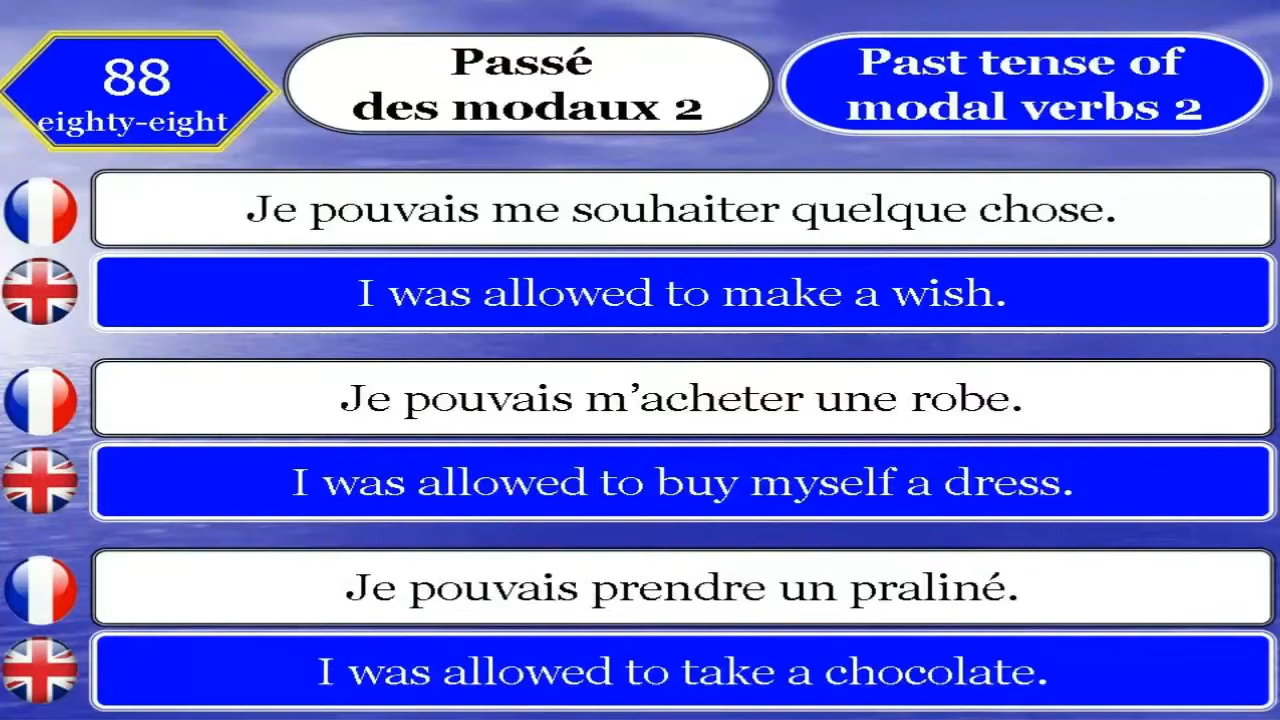 88
eighty-eight
Passé
des modaux 2
Past tense of
modal verbs 2
Je pouvais me souhaiter quelque chose.
I was allowed to make a wish.
Je pouvais m’acheter une robe.
I was allowed to buy myself a dress.
Je pouvais prendre un praliné.
I was allowed to take a chocolate.